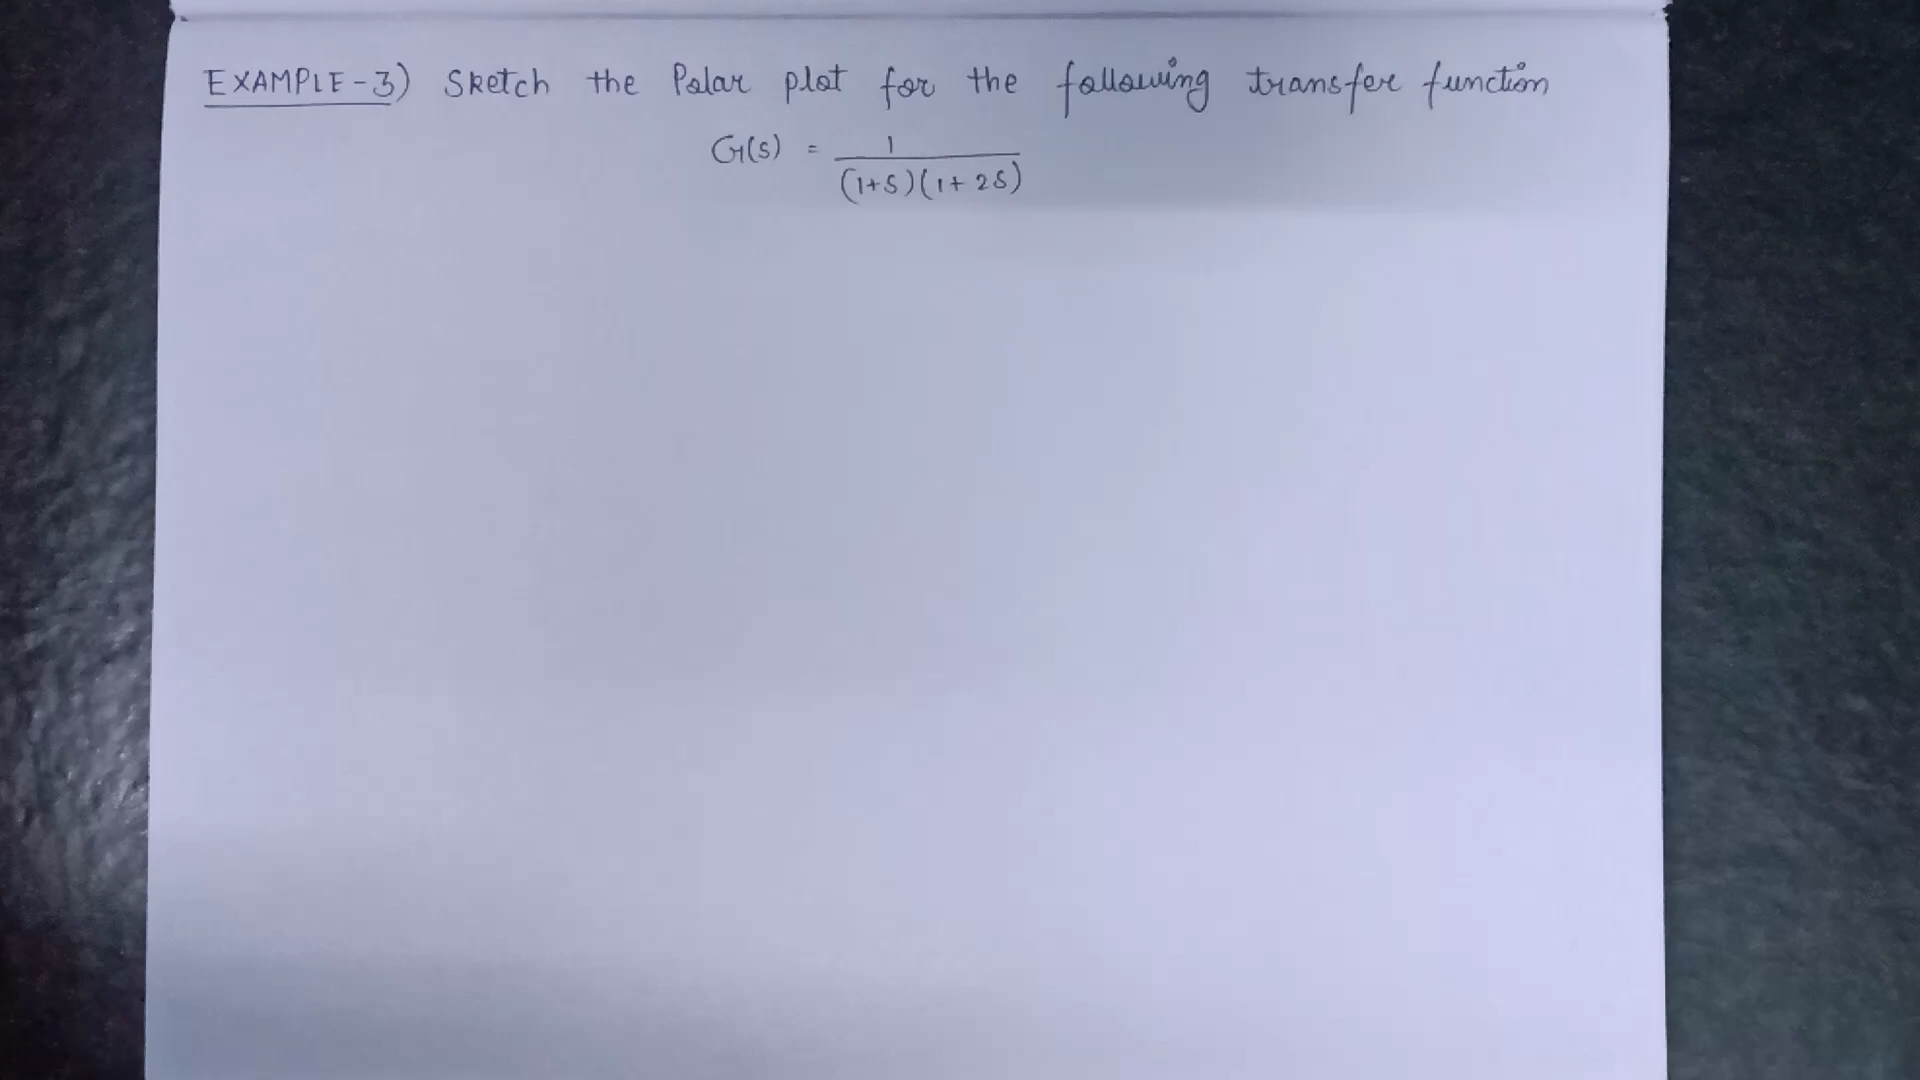 EXAMPLE-3) Sketch the Polar plot for the following transfer function
G(s) = 1 / (1+s)(1+2s)